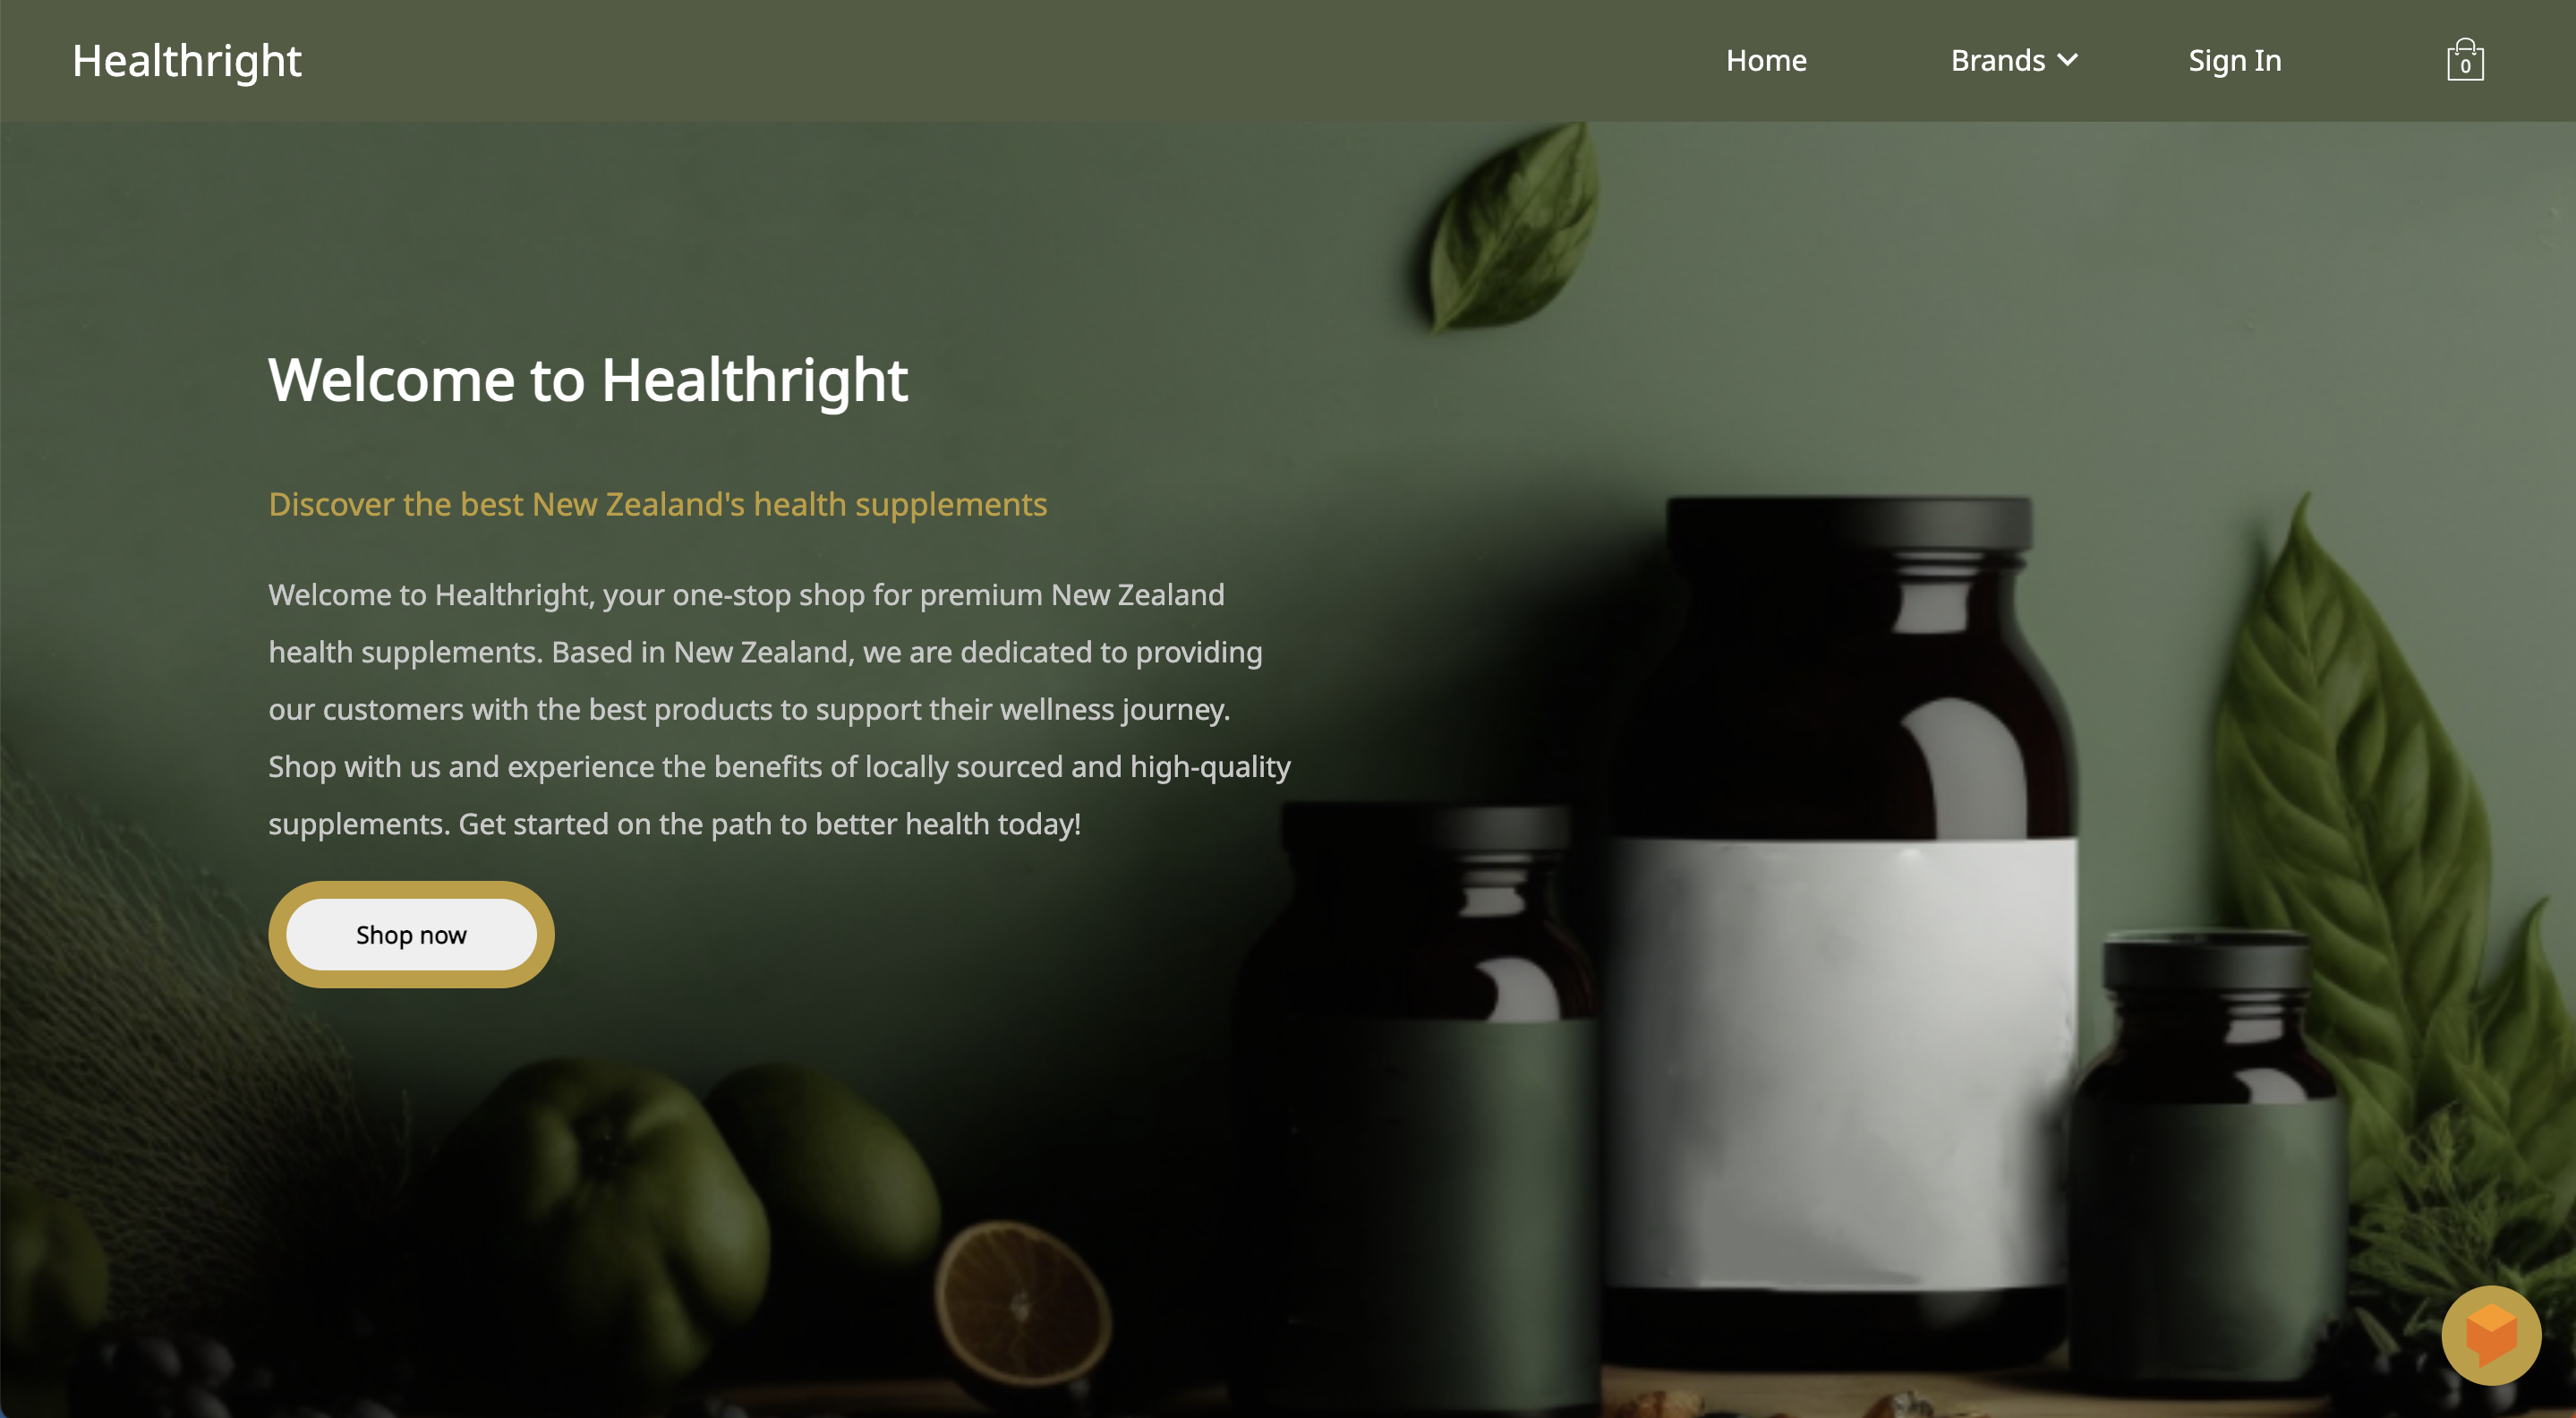 Healthright
Home
Brands
Sign In
0
Welcome to Healthright
Discover the best New Zealand's health supplements
Welcome to Healthright, your one-stop shop for premium New Zealand
health supplements. Based in New Zealand, we are dedicated to providing
our customers with the best products to support their wellness journey.
Shop with us and experience the benefits of locally sourced and high-quality
supplements. Get started on the path to better health today!
Shop now